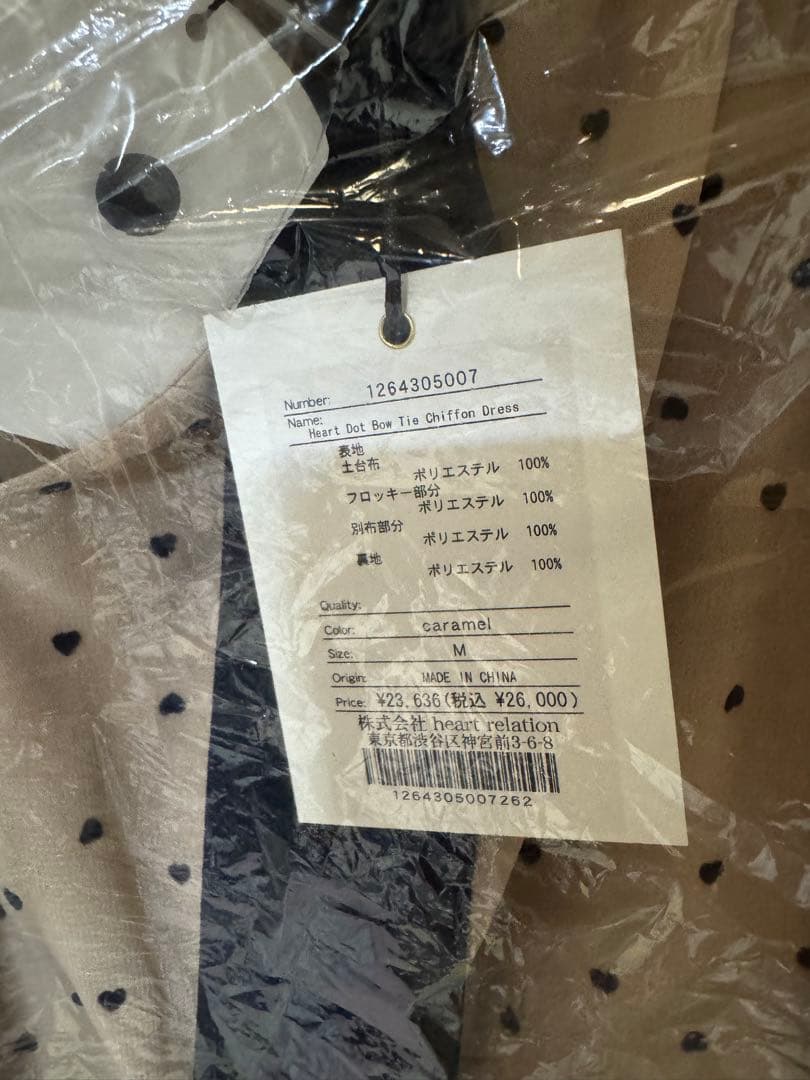 Number: 1264305007
Name: Heart Dot Bow Tie Chiffon Dress
表地
土台布 ポリエステル 100%
フロッキー部分 ポリエステル 100%
別布部分 ポリエステル 100%
裏地 ポリエステル 100%
Quality:
Color: caramel
Size: M
Origin: MADE IN CHINA
Price: ¥23,636(税込 ¥26,000)
株式会社 heart relation
東京都渋谷区神宮前3-6-8
1264305007262